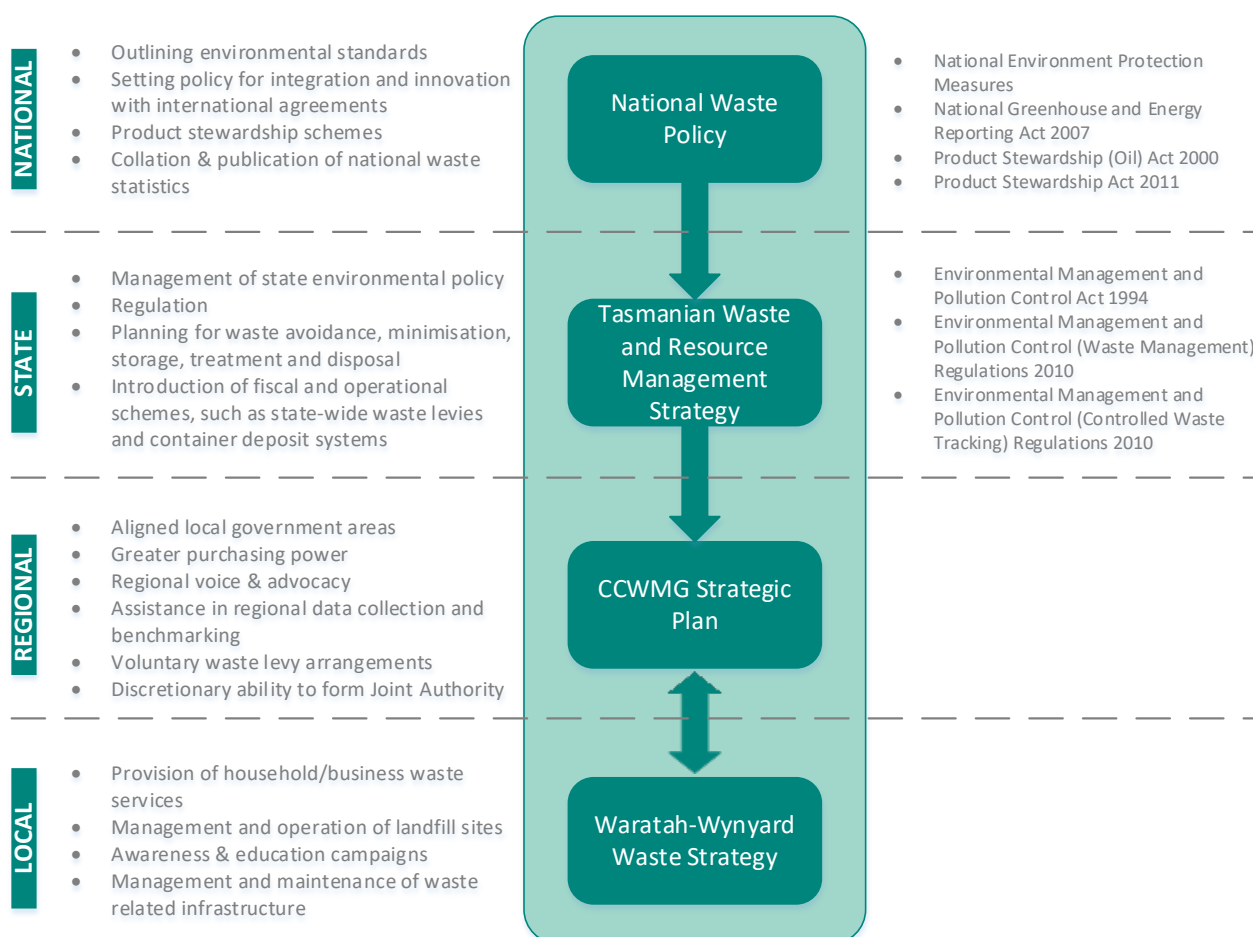 NATIONAL
• Outlining environmental standards
• Setting policy for integration and innovation
with international agreements
• Product stewardship schemes
• Collation & publication of national waste
statistics
National Waste
Policy
• National Environment Protection
Measures
• National Greenhouse and Energy
Reporting Act 2007
• Product Stewardship (Oil) Act 2000
• Product Stewardship Act 2011
STATE
• Management of state environmental policy
• Regulation
• Planning for waste avoidance, minimisation,
storage, treatment and disposal
• Introduction of fiscal and operational
schemes, such as state-wide waste levies
and container deposit systems
Tasmanian Waste
and Resource
Management
Strategy
• Environmental Management and
Pollution Control Act 1994
• Environmental Management and
Pollution Control (Waste Management)
Regulations 2010
• Environmental Management and
Pollution Control (Controlled Waste
Tracking) Regulations 2010
REGIONAL
• Aligned local government areas
• Greater purchasing power
• Regional voice & advocacy
• Assistance in regional data collection and
benchmarking
• Voluntary waste levy arrangements
• Discretionary ability to form Joint Authority
CCWMG Strategic
Plan
LOCAL
• Provision of household/business waste
services
• Management and operation of landfill sites
• Awareness & education campaigns
• Management and maintenance of waste
related infrastructure
Waratah-Wynyard
Waste Strategy